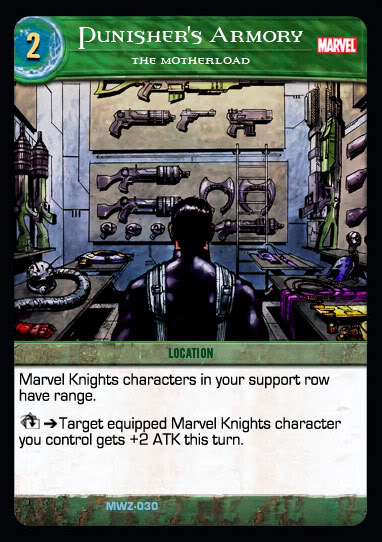 2
PUNISHER'S ARMORY
MARVEL
THE MOTHERLOAD
LOCATION
Marvel Knights characters in your support row
have range.
➔Target equipped Marvel Knights character
you control gets +2 ATK this turn.
MWZ-030